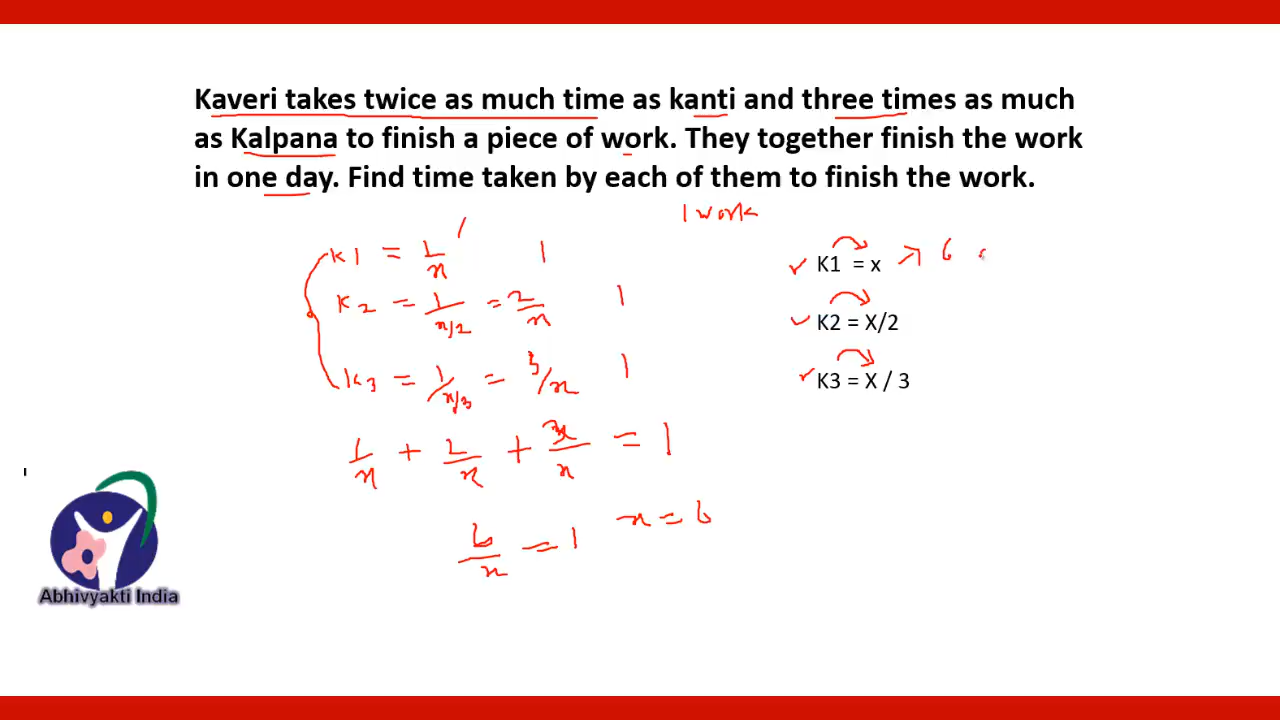 Kaveri takes twice as much time as kanti and three times as much
as Kalpana to finish a piece of work. They together finish the work
in one day. Find time taken by each of them to finish the work.
1 work
K1 = 1/x 1
K2 = 1/x/2 = 2/x 1
K3 = 1/x/3 = 3/x 1
1/x + 2/x + 3/x = 1
6/x = 1 x = 6
K1 = x → 6
K2 = X/2
K3 = X / 3
Abhivyakti India